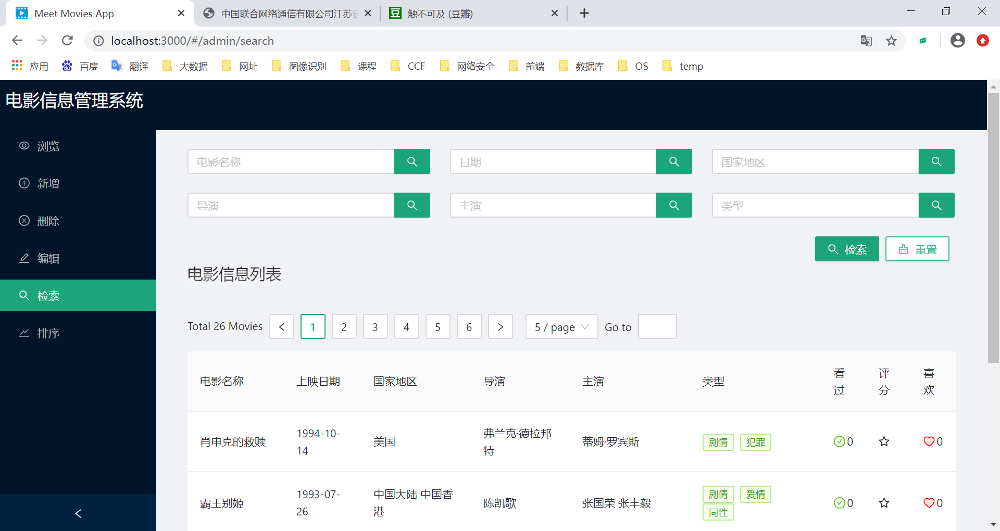 Meet Movies App
中国联合网络通信有限公司江苏省
触不可及 (豆瓣)
localhost:3000/#/admin/search
应用 百度 翻译 大数据 网址 图像识别 课程 CCF 网络安全 前端 数据库 OS temp
电影信息管理系统
浏览
新增
删除
编辑
检索
排序
电影名称 日期 国家地区
导演 主演 类型
检索 重置
电影信息列表
Total 26 Movies 1 2 3 4 5 6 5 / page Go to
电影名称 上映日期 国家地区 导演 主演 类型 看过 评分 喜欢
肖申克的救赎 1994-10-14 美国 弗兰克·德拉邦特 蒂姆·罗宾斯 剧情 犯罪 0 0
霸王别姬 1993-07-26 中国大陆 中国香港 陈凯歌 张国荣 张丰毅 剧情 爱情 同性 0 0